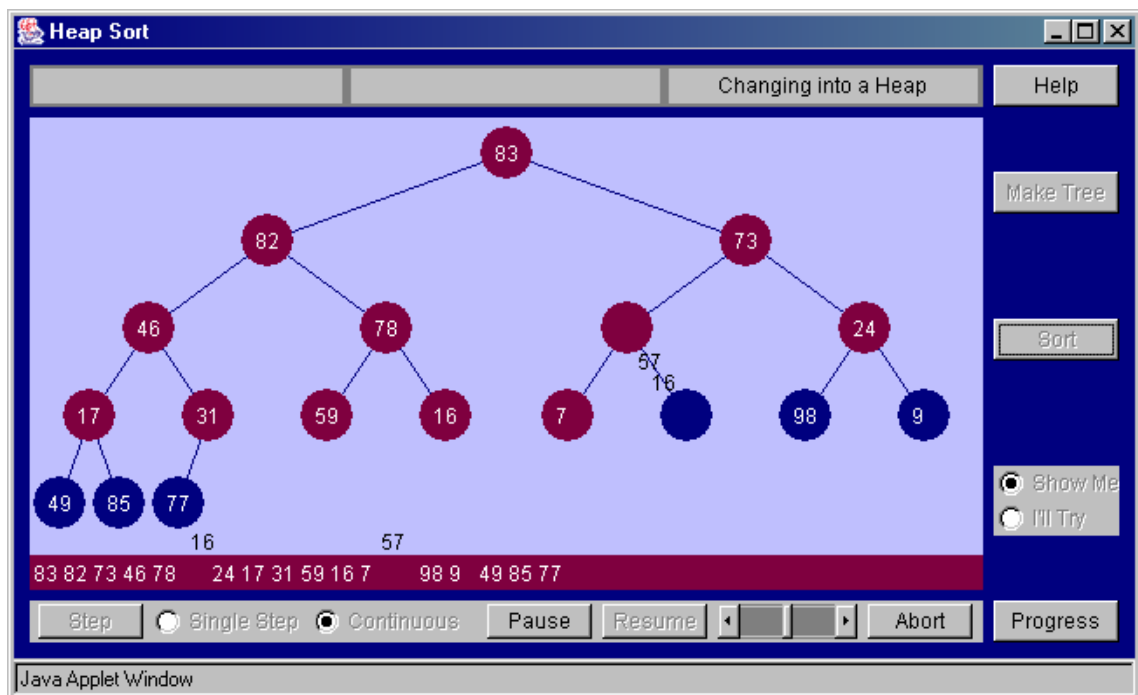 Heap Sort
Changing into a Heap
Help
83
Make Tree
82 73
46 78 24
57
16
Sort
17 31 59 16 7 98 9
49 85 77
Show Me
I'll Try
16 57
83 82 73 46 78 24 17 31 59 16 7 98 9 49 85 77
Step Single Step Continuous Pause Resume Abort Progress
Java Applet Window